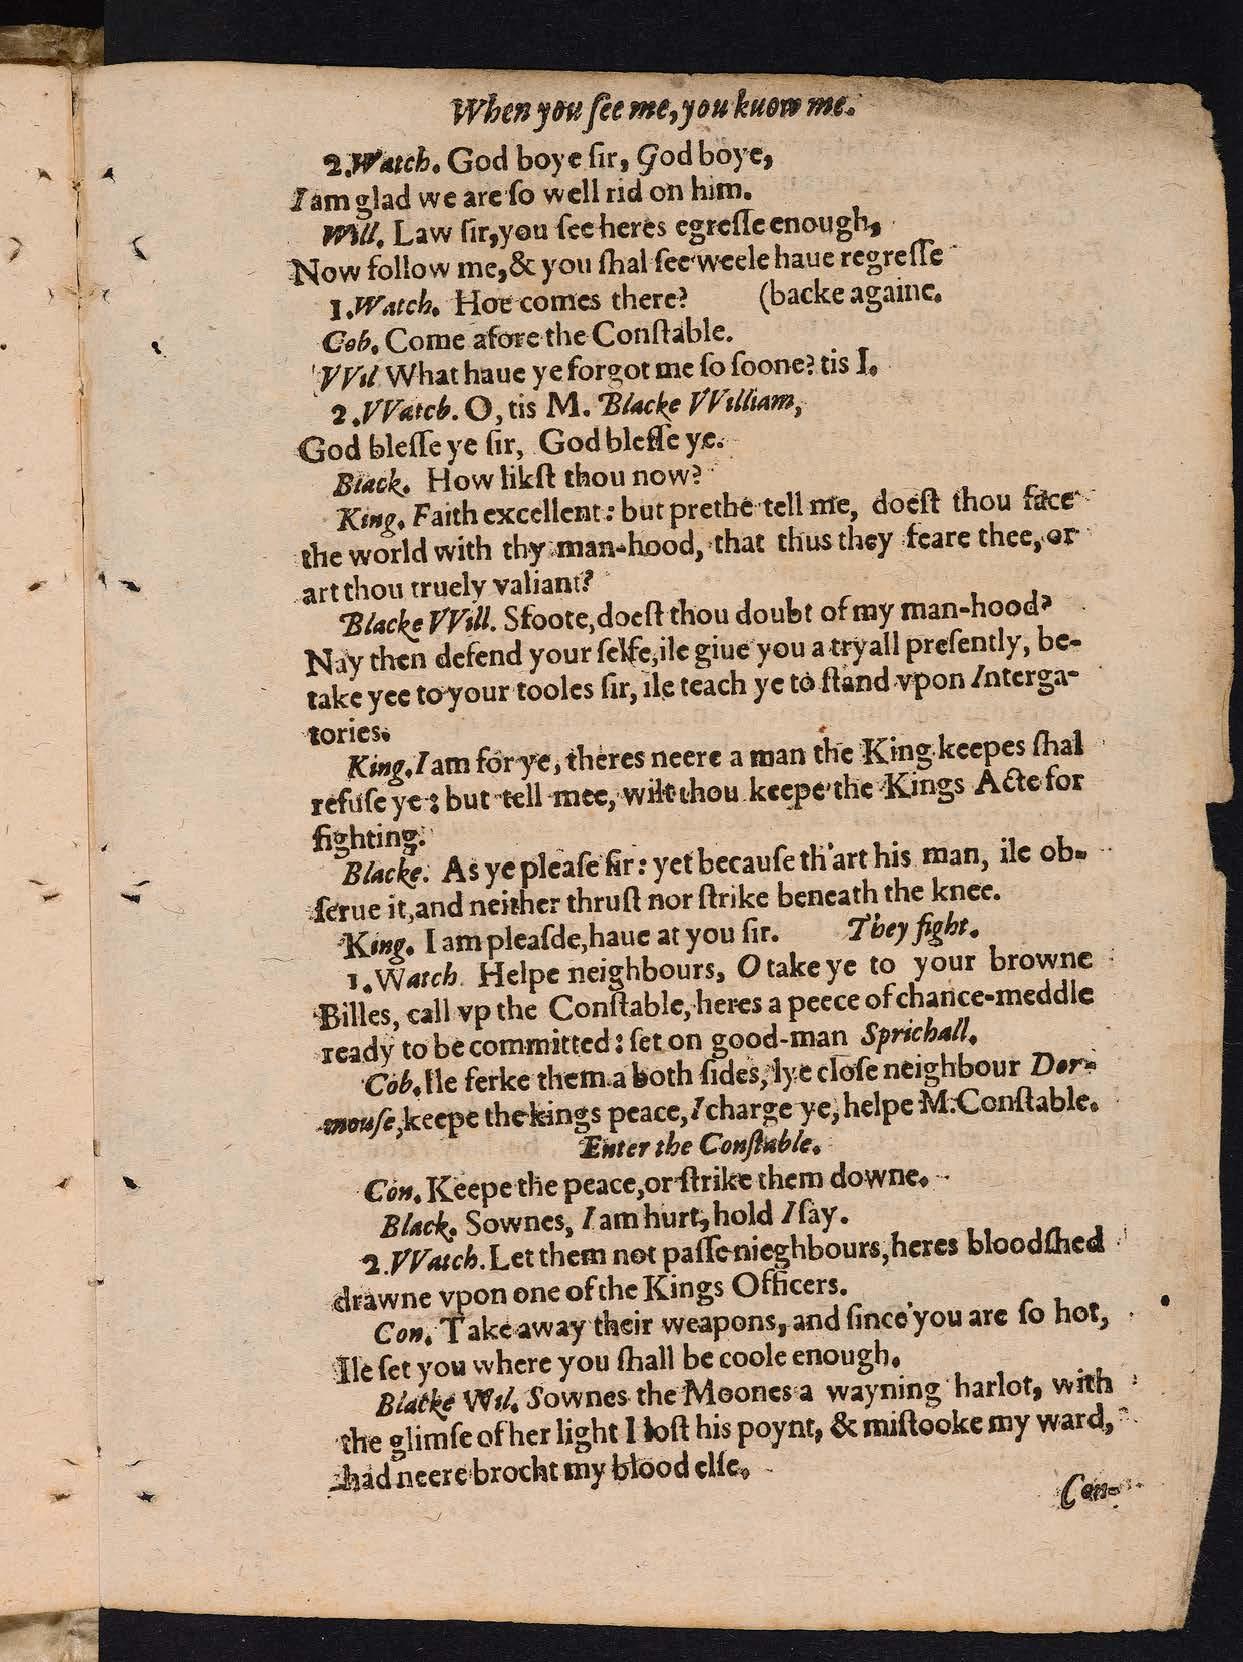 When you ſee me, you kuow me.
2. Watch. God boye ſir, God boye,
I am glad we are ſo well rid on him.
Will. Law ſir, you ſee heres egreſſe enough,
Now follow me, & you ſhal ſee weele haue regreſſe
1. Watch. Hoe comes there? (backe againe.
Cob. Come afore the Conſtable.
VVil What haue ye forgot me ſo ſoone? tis I.
2. VVatch. O, tis M. Blacke VVilliam,
God bleſſe ye ſir, God bleſſe ye.
Black. How likſt thou now?
King. Faith excellent: but prethe tell me, doeſt thou face
the world with thy man-hood, that thus they feare thee, or
art thou truely valiant?
Blacke VVill. Sfoote, doeſt thou doubt of my man-hood?
Nay then defend your ſelfe, ile giue you a tryall preſently, be-
take yee to your tooles ſir, ile teach ye to ſtand vpon Interga-
tories.
King. I am for ye, theres neere a man the King keepes ſhal
refuſe ye: but tell mee, wilt thou keepe the Kings Acte for
fighting.
Blacke. As ye pleaſe ſir: yet becauſe th'art his man, ile ob-
ſerue it, and neither thruſt nor ſtrike beneath the knee.
King. I am pleaſde, haue at you ſir. They fight.
1. Watch. Helpe neighbours, O take ye to your browne
Billes, call vp the Conſtable, heres a peece of chance-meddle
ready to be committed: ſet on good-man Sprichall.
Cob. Ile ferke them a both ſides, lye cloſe neighbour Dor-
mouſe, keepe the kings peace, I charge ye, helpe M. Conſtable.
Enter the Conſtable.
Con. Keepe the peace, or ſtrike them downe.
Black. Sownes, I am hurt, hold I ſay.
2. VVatch. Let them not paſſe nieghbours, heres bloodſhed
drawne vpon one of the Kings Officers.
Con. Take away their weapons, and ſince you are ſo hot,
Ile ſet you where you ſhall be coole enough.
Blacke Wil. Sownes the Moones a wayning harlot, with
the glimſe of her light I loſt his poynt, & miſtooke my ward,
had neere brocht my blood elſe.
Con-